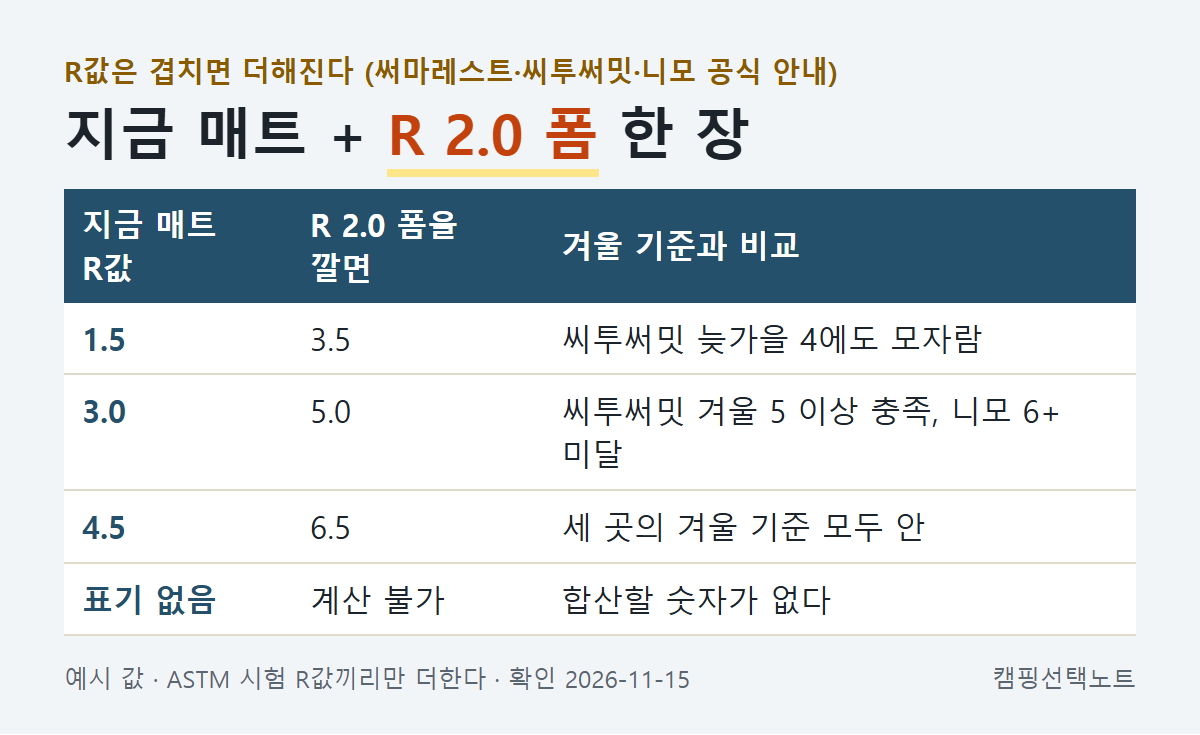 R값은 겹치면 더해진다 (써마레스트·씨투써밋·니모 공식 안내)
지금 매트 + R 2.0 폼 한 장
지금 매트 R값
R 2.0 폼을 깔면
겨울 기준과 비교
1.5
3.5
씨투써밋 늦가을 4에도 모자람
3.0
5.0
씨투써밋 겨울 5 이상 충족, 니모 6+
미달
4.5
6.5
세 곳의 겨울 기준 모두 안
표기 없음
계산 불가
합산할 숫자가 없다
예시 값 · ASTM 시험 R값끼리만 더한다 · 확인 2026-11-15
캠핑선택노트